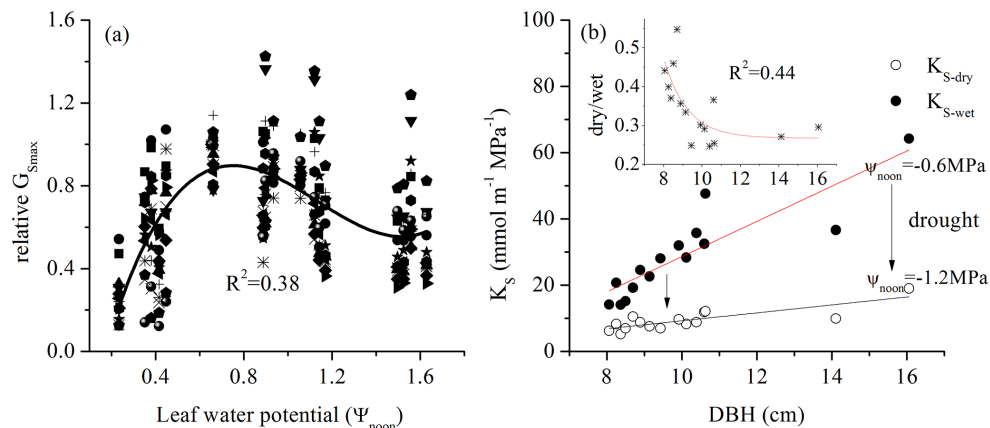 (a)
1.6
1.2
0.8
0.4
0.0
relative G_Smax
R²=0.38
0.4 0.8 1.2 1.6
Leaf water potential (Ψ_noon)
(b)
100
80
60
40
20
0
K_S (mmol m⁻¹ MPa⁻¹)
0.5
0.4
0.3
0.2
dry/wet
R²=0.44
8 10 12 14 16
K_S-dry
K_S-wet
Ψ_noon=-0.6MPa
drought
Ψ_noon=-1.2MPa
8 10 12 14 16
DBH (cm)